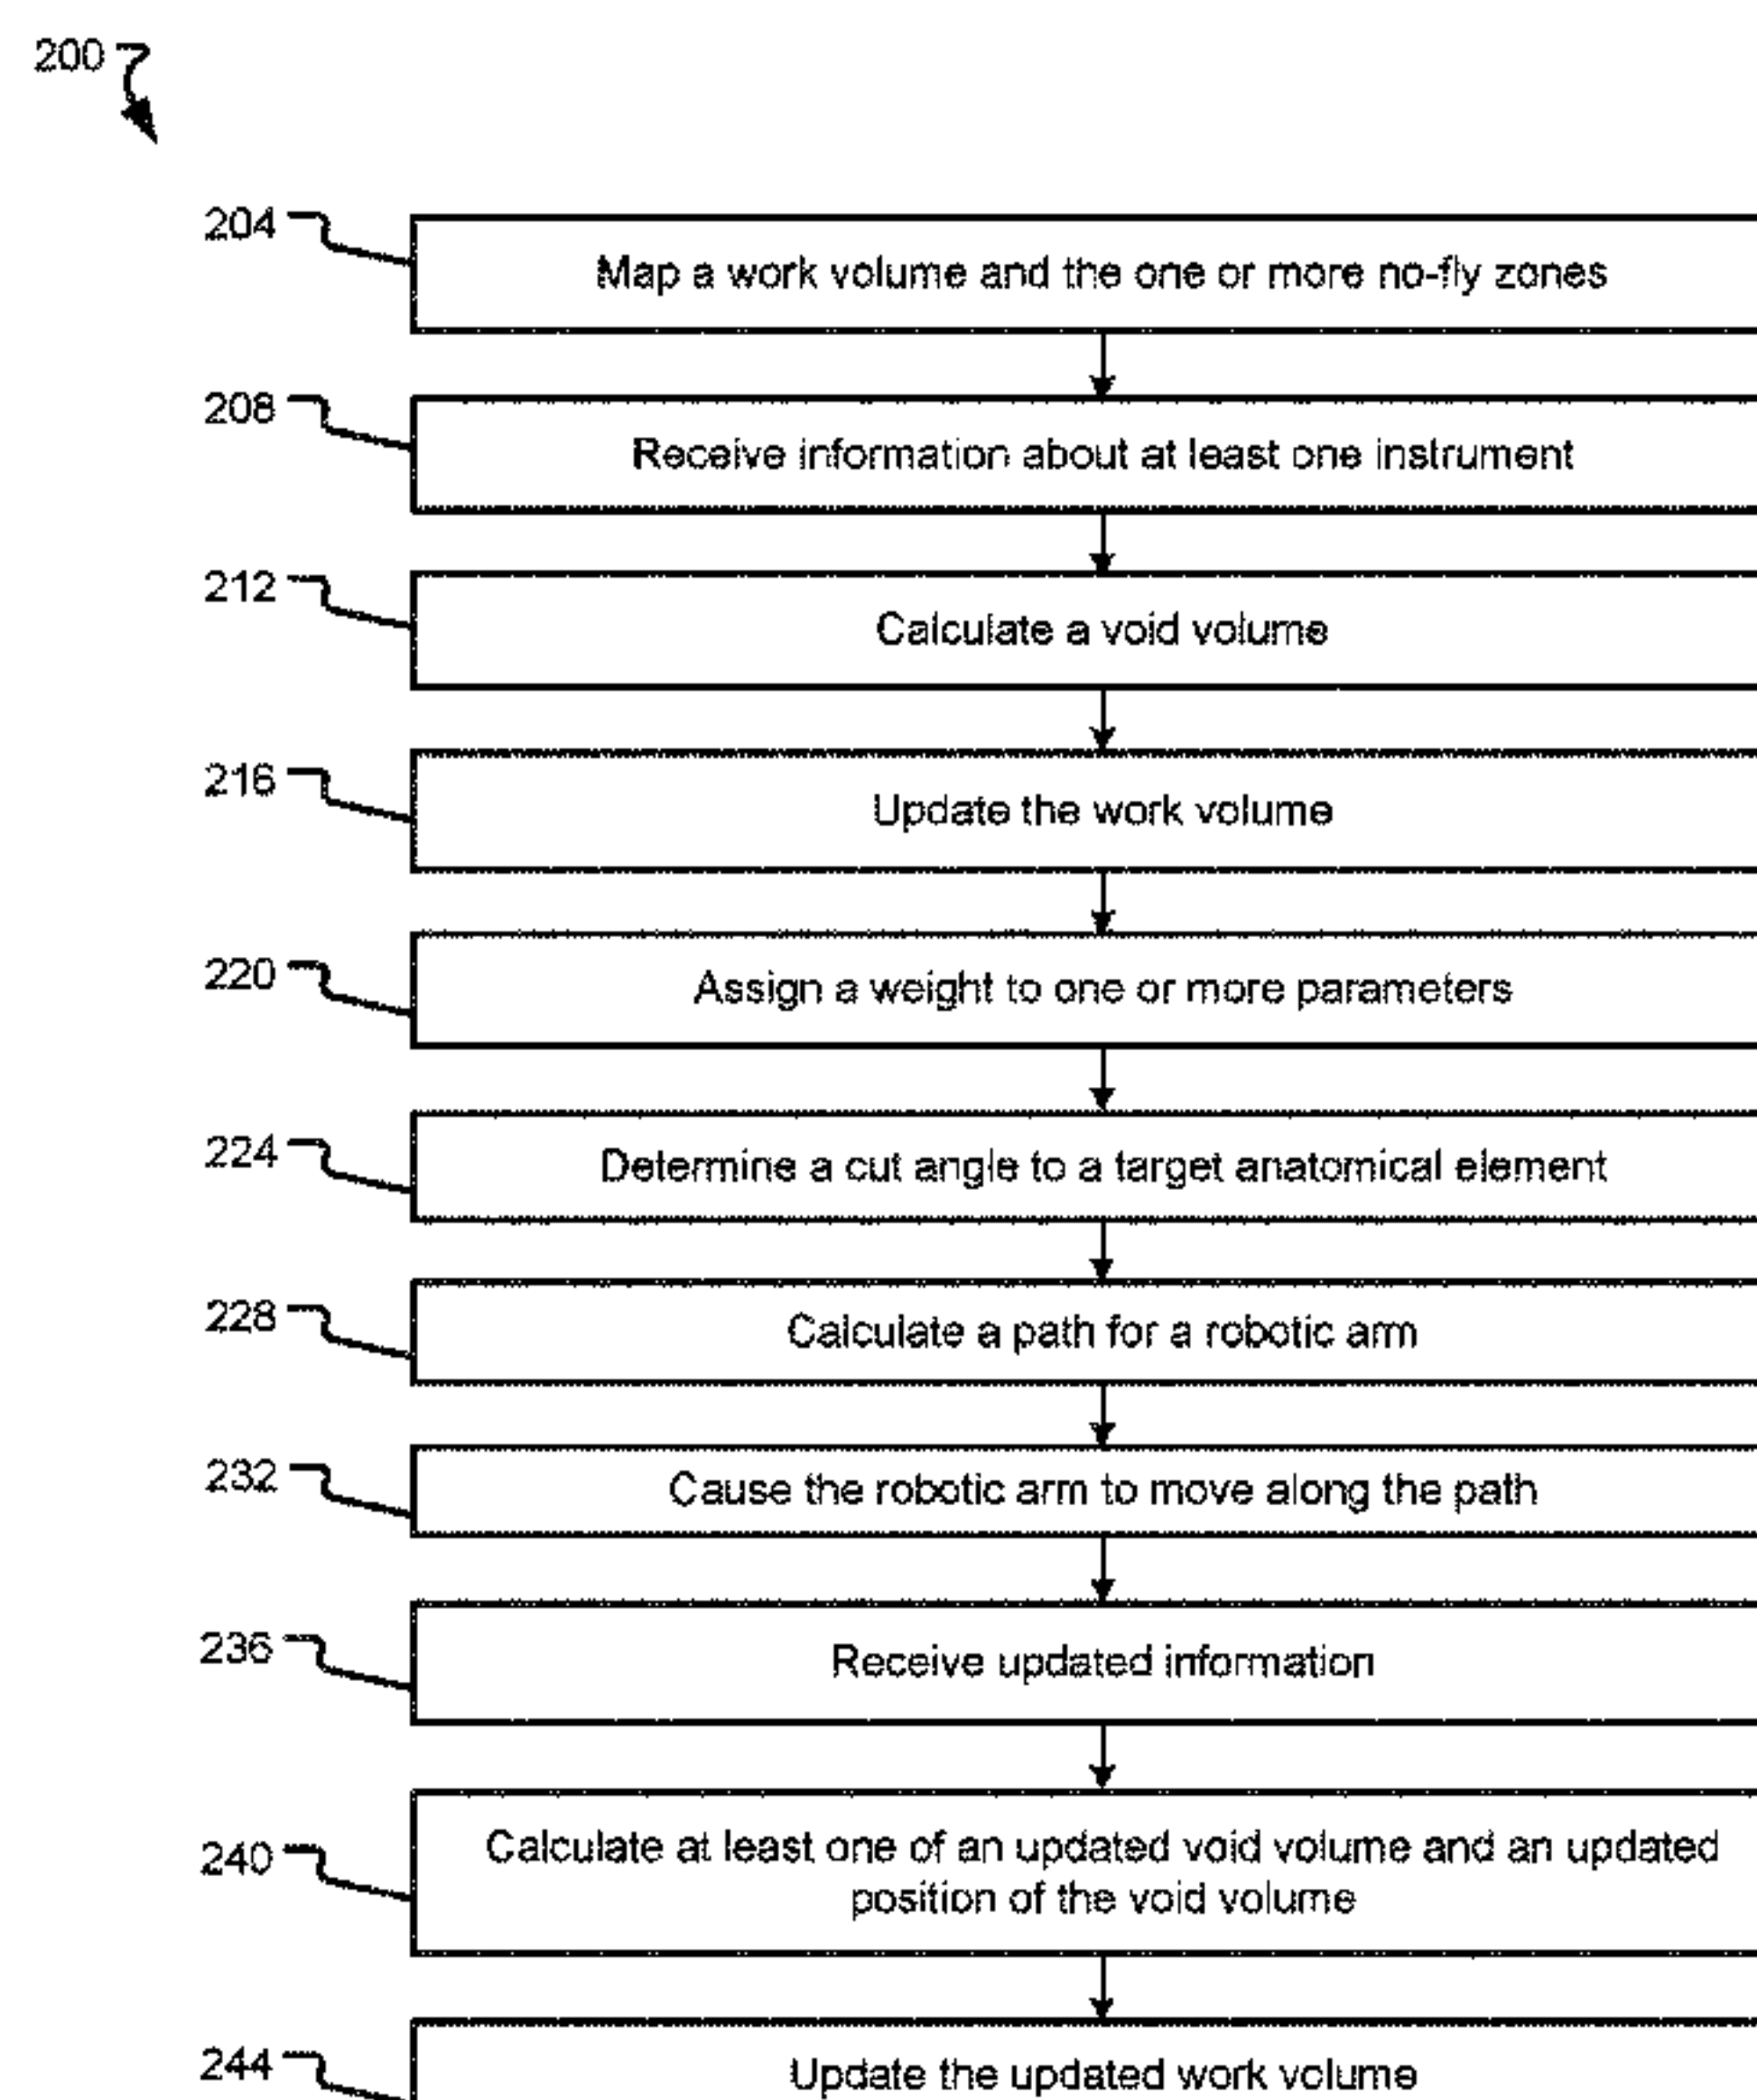 200
204
Map a work volume and the one or more no-fly zones
208
Receive information about at least one instrument
212
Calculate a void volume
216
Update the work volume
220
Assign a weight to one or more parameters
224
Determine a cut angle to a target anatomical element
228
Calculate a path for a robotic arm
232
Cause the robotic arm to move along the path
236
Receive updated information
240
Calculate at least one of an updated void volume and an updated
position of the void volume
244
Update the updated work volume